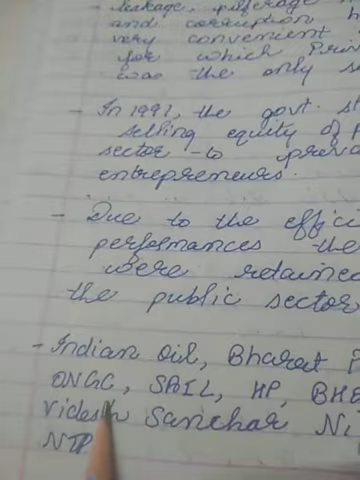 - leakage, pilferage
and corruption
very convenient
for which
was the only
- In 1991, the govt.
selling equity of
sector to
entrepreneurs.
- Due to the
performances the
were retained
the public sector
- Indian Oil, Bharat P
ONGC, SAIL, HP, BHE
Videsh Sanchar Ni
NTP